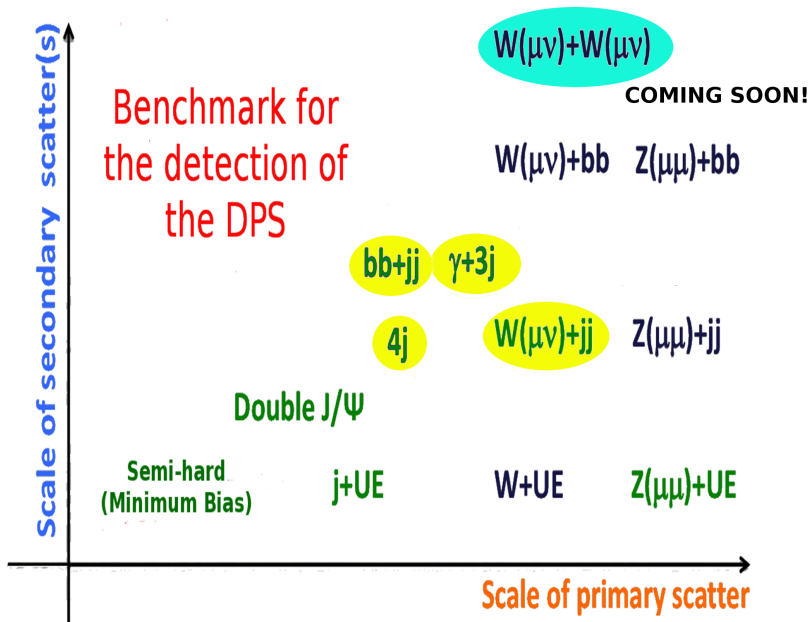 Scale of secondary scatter(s)
W(μν)+W(μν)
COMING SOON!
Benchmark for
the detection of
the DPS
W(μν)+bb
Z(μμ)+bb
bb+jj
γ+3j
4j
W(μν)+jj
Z(μμ)+jj
Double J/Ψ
Semi-hard
(Minimum Bias)
j+UE
W+UE
Z(μμ)+UE
Scale of primary scatter